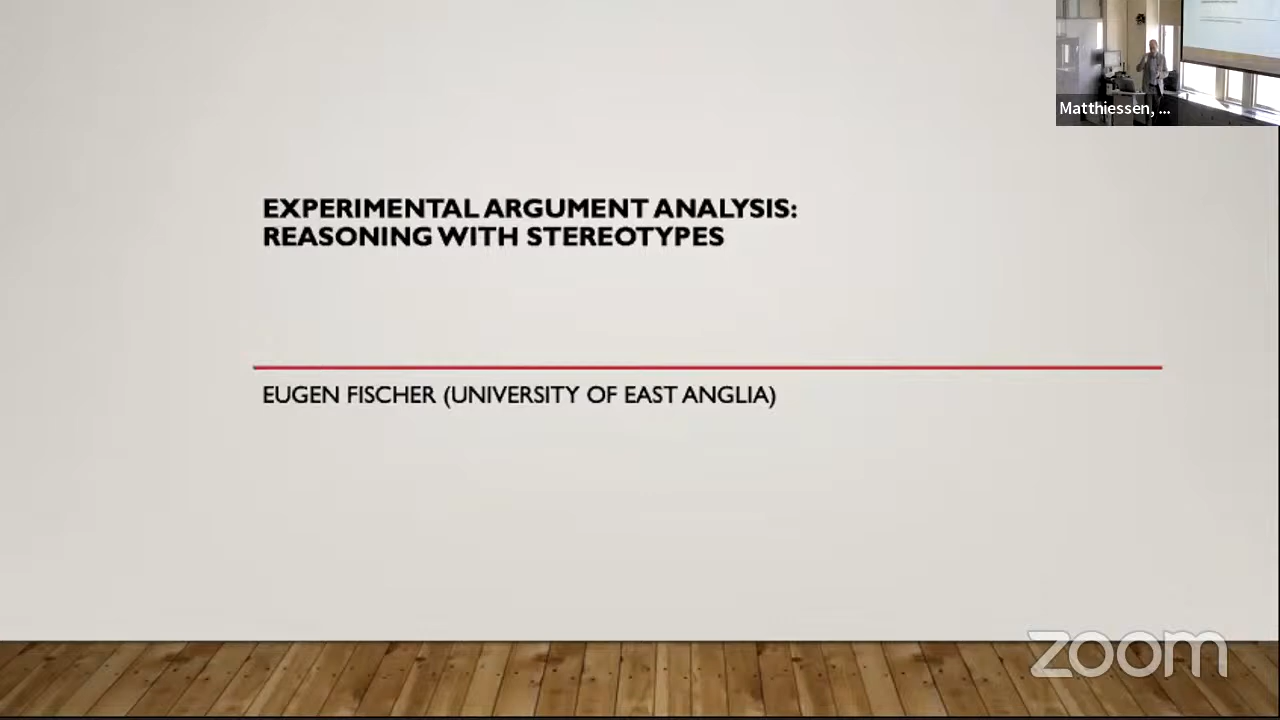 Matthiessen, ...
EXPERIMENTAL ARGUMENT ANALYSIS:
REASONING WITH STEREOTYPES
EUGEN FISCHER (UNIVERSITY OF EAST ANGLIA)
zoom